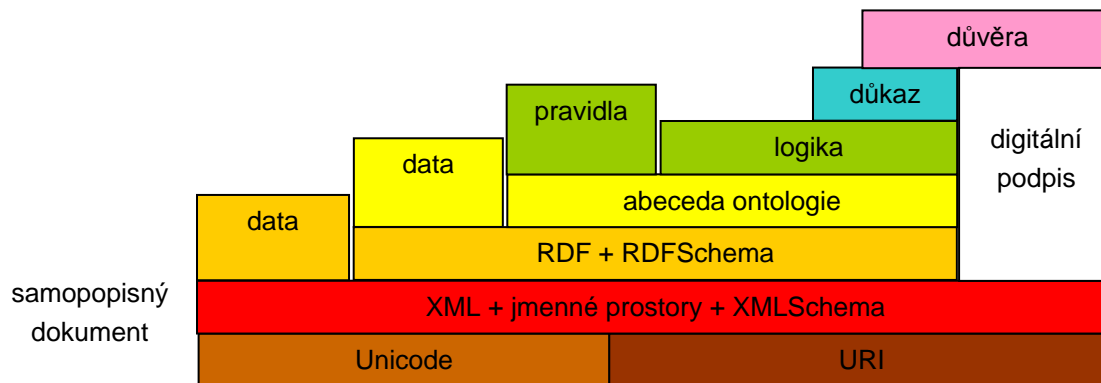 důvěra
důkaz
pravidla
digitální
podpis
logika
data
abeceda ontologie
data
RDF + RDFSchema
samopopisný
dokument
XML + jmenné prostory + XMLSchema
Unicode
URI